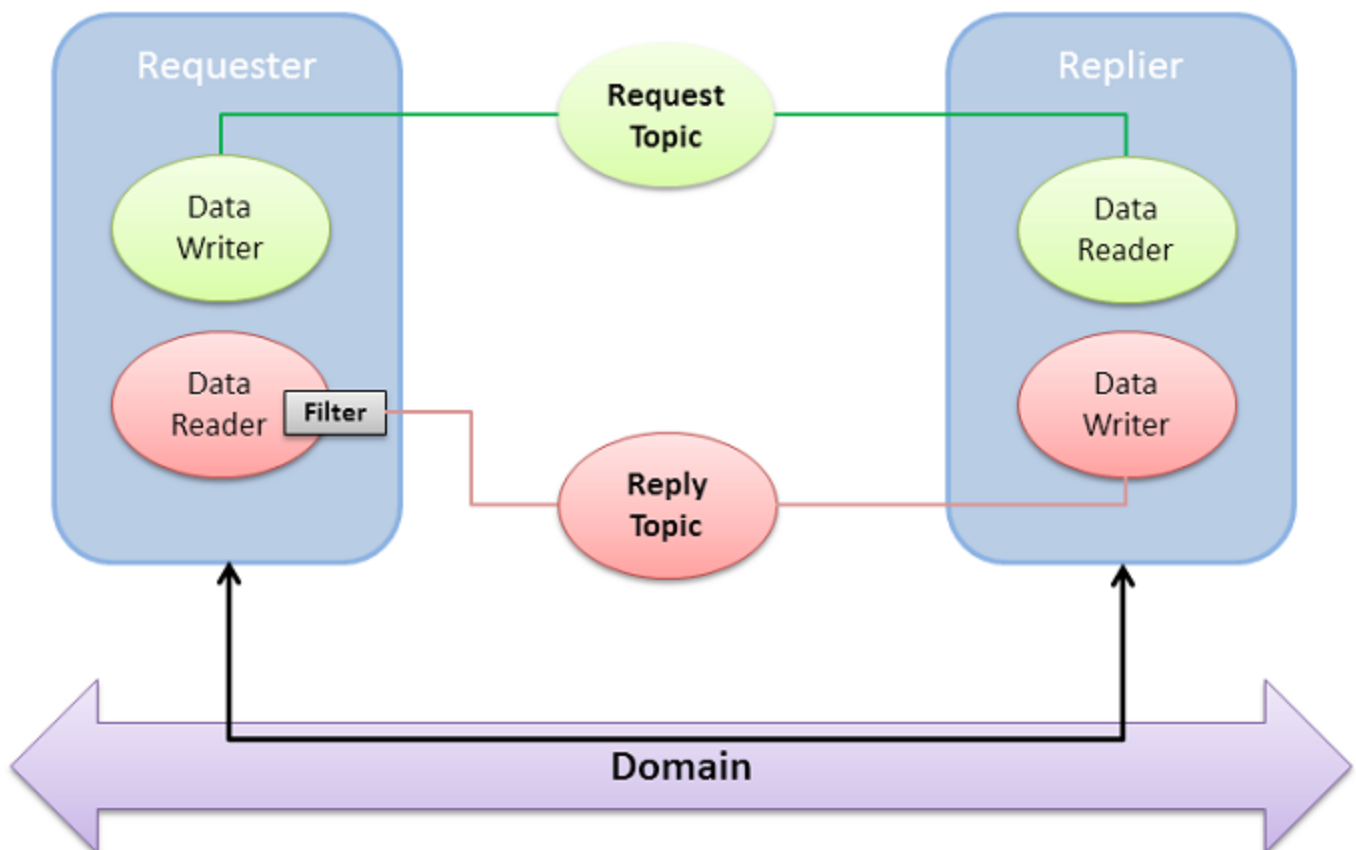 Requester
Replier
Request
Topic
Data
Writer
Data
Reader
Data
Reader
Filter
Data
Writer
Reply
Topic
Domain